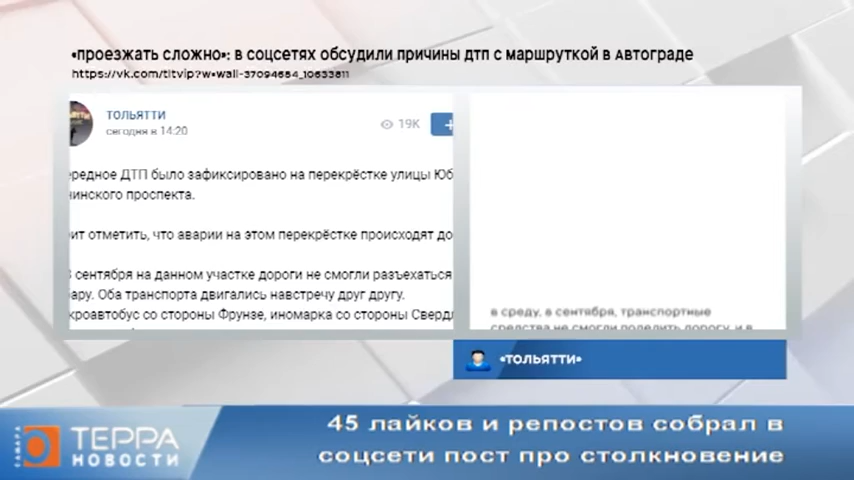 «проезжать сложно»: в соцсетях обсудили причины дтп с маршруткой в Автограде
https://vk.com/tltvip?w=wall-37094684_10633811
ТОЛЬЯТТИ
сегодня в 14:20
19K
ередное ДТП было зафиксировано на перекрёстке улицы Юб
нинского проспекта.
ит отметить, что аварии на этом перекрёстке происходят до
сентября на данном участке дороги не смогли разъехаться
ару. Оба транспорта двигались навстречу друг другу.
кроавтобус со стороны Фрунзе, иномарка со стороны Свердл
в среду, 8 сентября, транспортные
средства не смогли поделить дорогу, и в
«ТОЛЬЯТТИ»
САМАРА
ТЕРРА
НОВОСТИ
45 лайков и репостов собрал в
соцсети пост про столкновение